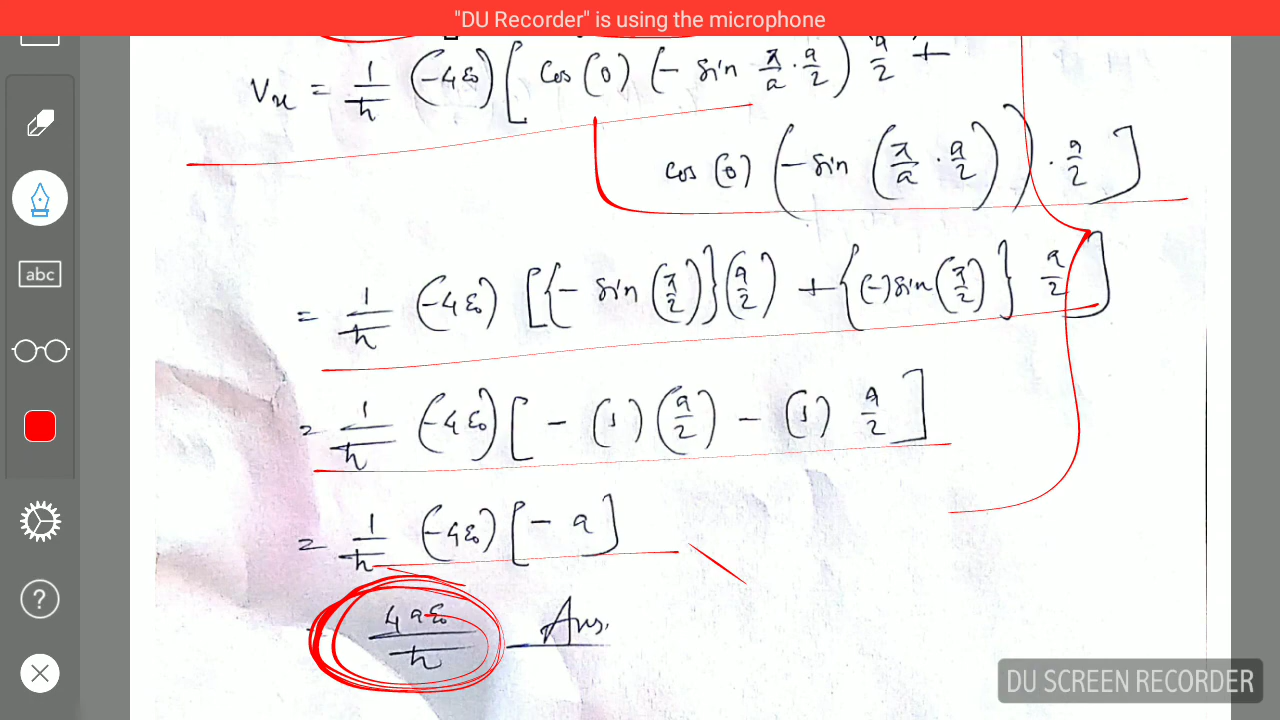 "DU Recorder" is using the microphone
Vx = 1/ħ (-4ε₀) [ Cos (0) (- Sin π/a · a/2) a/2 +
cos (0) (- sin (π/a · a/2)) · a/2 ]
= 1/ħ (-4ε₀) [{- sin (π/2)} (a/2) + {(-) sin (π/2)} a/2 ]
= 1/ħ (-4ε₀) [ - (1) (a/2) - (1) a/2 ]
= 1/ħ (-4ε₀) [ - a ]
4aε₀/ħ Ans.
abc
?
DU SCREEN RECORDER